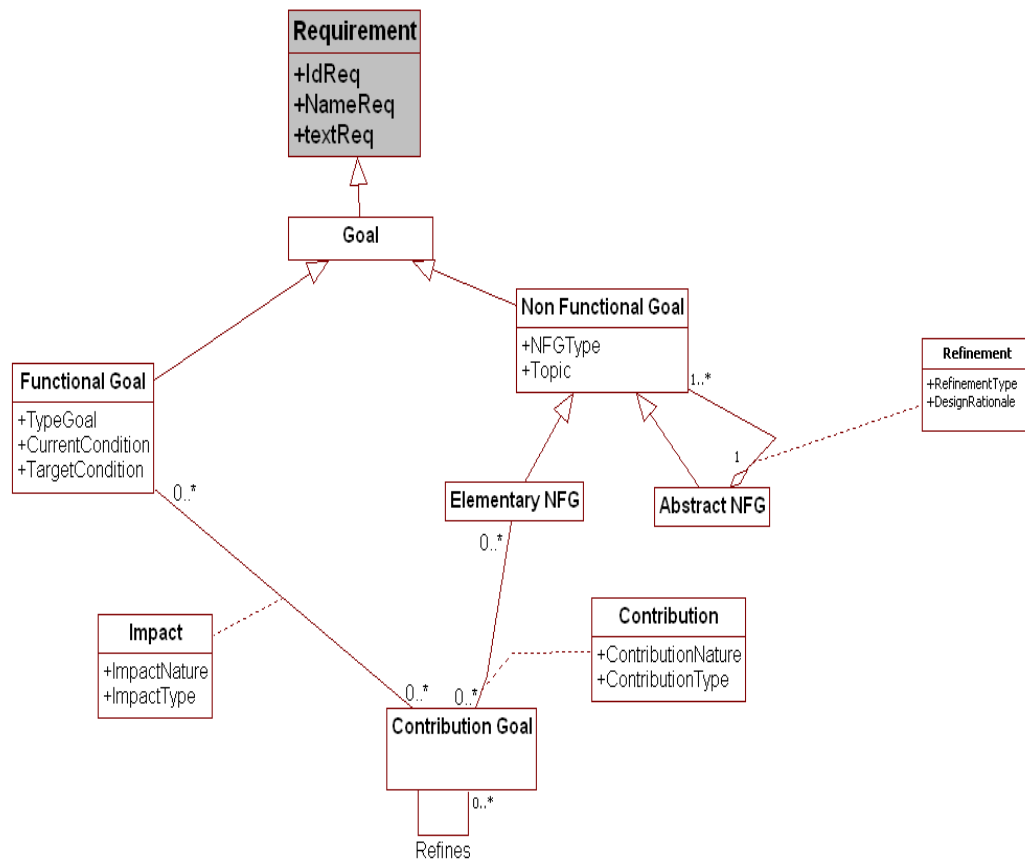 Requirement
+IdReq
+NameReq
+textReq
Goal
Non Functional Goal
+NFGType
+Topic
1..*
Refinement
+RefinementType
+DesignRationale
Functional Goal
+TypeGoal
+CurrentCondition
+TargetCondition
0..*
1
Elementary NFG
0..*
Abstract NFG
Impact
+ImpactNature
+ImpactType
Contribution
+ContributionNature
+ContributionType
0..*
0..*
Contribution Goal
0..*
Refines